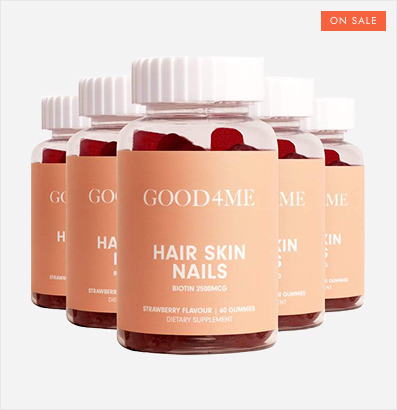 ON SALE
GOOD4ME
HAIR SKIN
NAILS
BIOTIN 2500MCG
STRAWBERRY FLAVOUR | 60 GUMMIES
DIETARY SUPPLEMENT